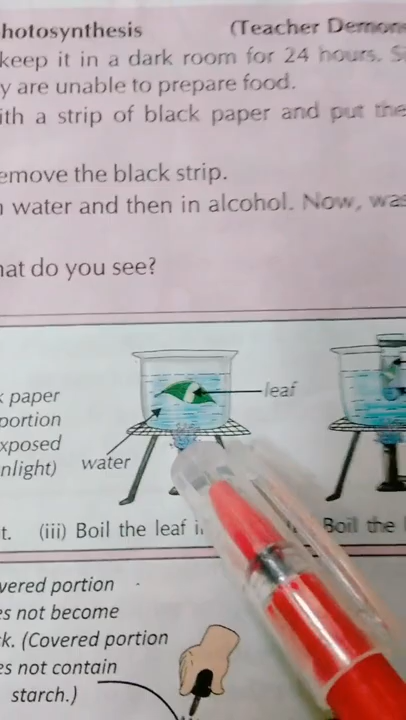 hotosynthesis (Teacher Demons
keep it in a dark room for 24 hours. S
y are unable to prepare food.
ith a strip of black paper and put the
emove the black strip.
water and then in alcohol. Now, was
hat do you see?
paper
portion
xposed
nlight)
leaf
water
t. (iii) Boil the leaf i Boil the
vered portion
es not become
k. (Covered portion
es not contain
starch.)